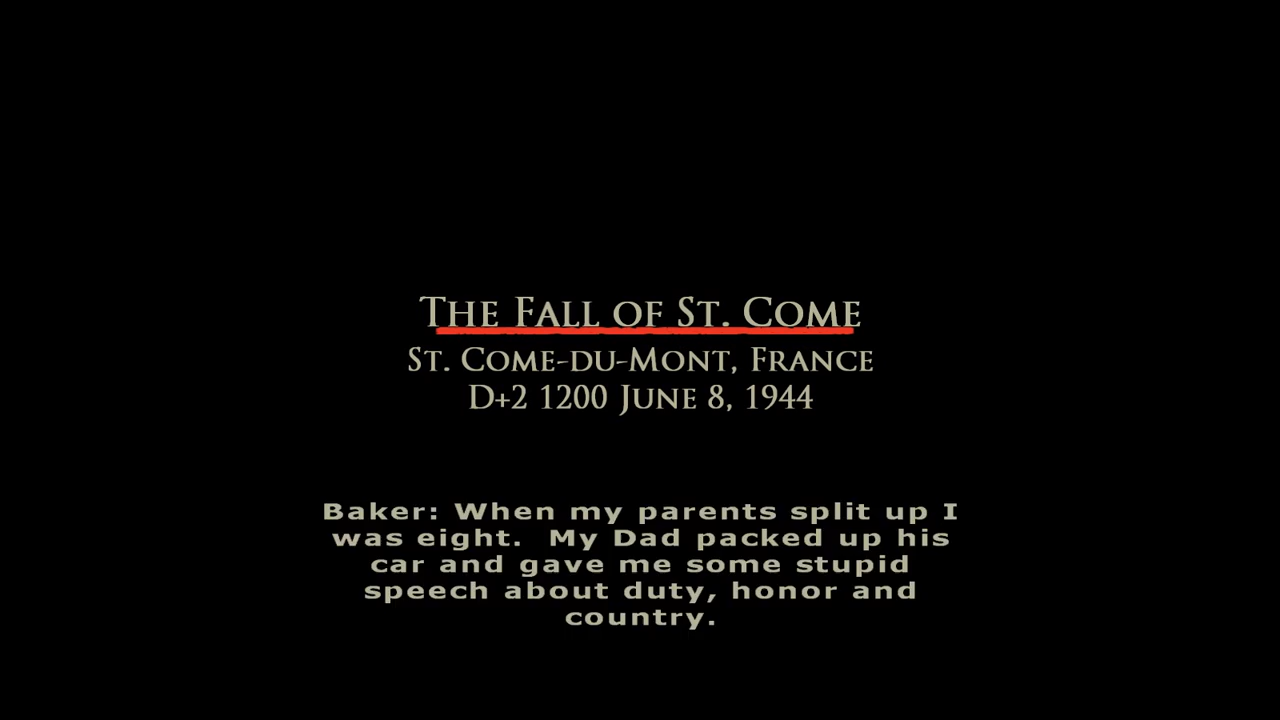 The Fall of St. Come
St. Come-du-Mont, France
D+2 1200 June 8, 1944
Baker: When my parents split up I
was eight.  My Dad packed up his
car and gave me some stupid
speech about duty, honor and
country.